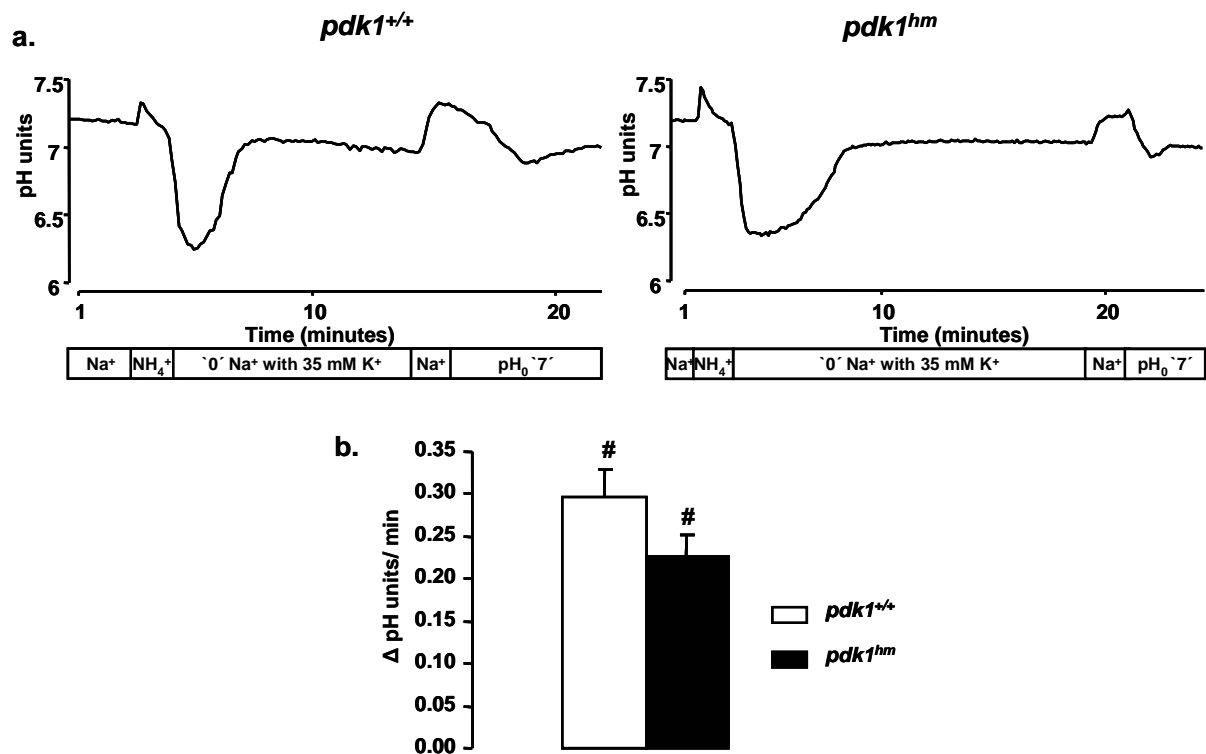 a.
pdk1+/+
pdk1hm
7.5
7
6.5
6
pH units
1
10
20
Time (minutes)
Na+
NH4+
`0´ Na+ with 35 mM K+
Na+
pH0 `7´
7.5
7
6.5
6
pH units
1
10
20
Time (minutes)
Na+
NH4+
`0´ Na+ with 35 mM K+
Na+
pH0 `7´
b.
0.35
0.30
0.25
0.20
0.15
0.10
0.05
0.00
Δ pH units/ min
#
#
pdk1+/+
pdk1hm